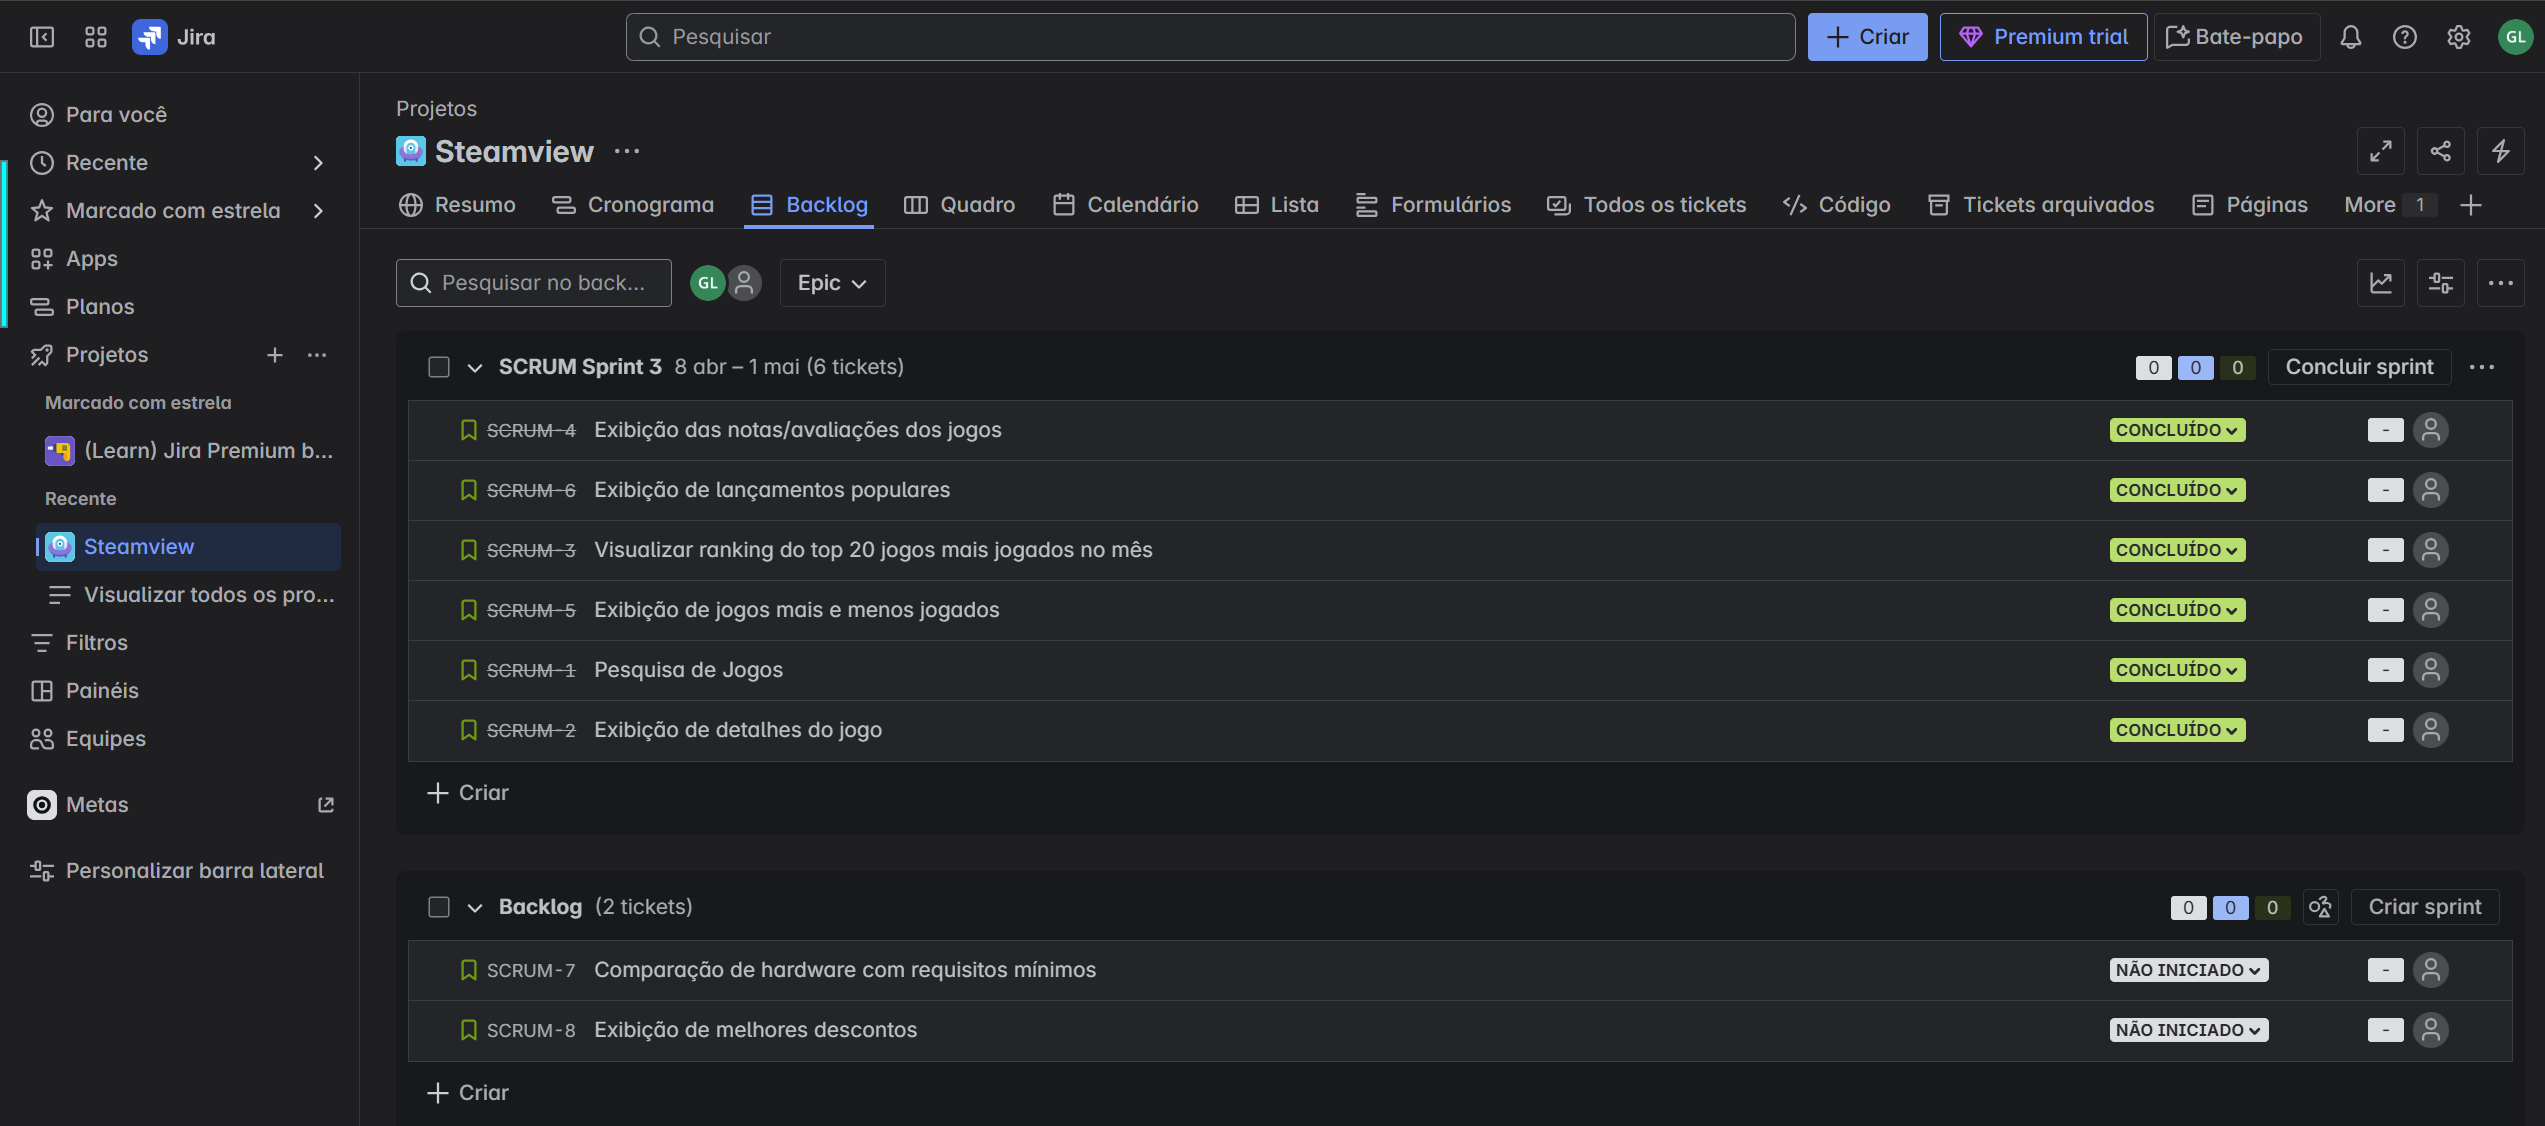 Jira
Pesquisar
Criar
Premium trial
Bate-papo
GL
Para você
Recente
Marcado com estrela
Apps
Planos
Projetos
Marcado com estrela
(Learn) Jira Premium b...
Recente
Steamview
Visualizar todos os pro...
Filtros
Painéis
Equipes
Metas
Personalizar barra lateral
Projetos
Steamview
Resumo
Cronograma
Backlog
Quadro
Calendário
Lista
Formulários
Todos os tickets
Código
Tickets arquivados
Páginas
More 1
Pesquisar no back...
GL
Epic
SCRUM Sprint 3 8 abr – 1 mai (6 tickets)
0 0 0
Concluir sprint
SCRUM-4 Exibição das notas/avaliações dos jogos CONCLUÍDO -
SCRUM-6 Exibição de lançamentos populares CONCLUÍDO -
SCRUM-3 Visualizar ranking do top 20 jogos mais jogados no mês CONCLUÍDO -
SCRUM-5 Exibição de jogos mais e menos jogados CONCLUÍDO -
SCRUM-1 Pesquisa de Jogos CONCLUÍDO -
SCRUM-2 Exibição de detalhes do jogo CONCLUÍDO -
Criar
Backlog (2 tickets)
0 0 0
Criar sprint
SCRUM-7 Comparação de hardware com requisitos mínimos NÃO INICIADO -
SCRUM-8 Exibição de melhores descontos NÃO INICIADO -
Criar